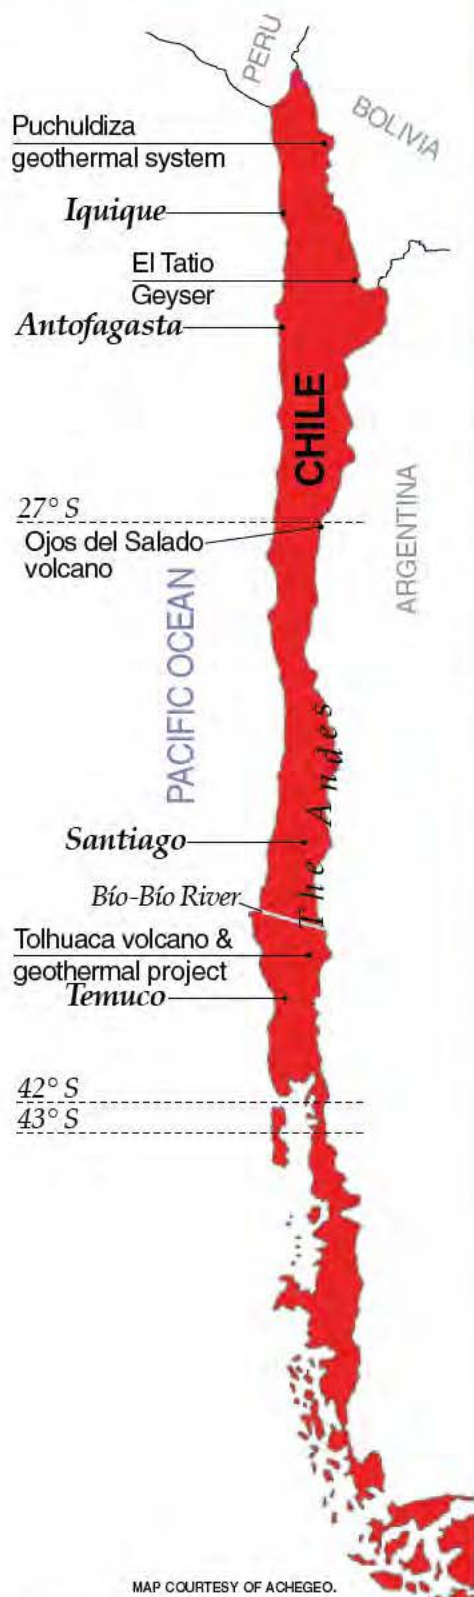 PERU
BOLIVIA
Puchuldiza
geothermal system
Iquique
El Tatio
Geyser
Antofagasta
CHILE
ARGENTINA
27° S
Ojos del Salado
volcano
PACIFIC OCEAN
The Andes
Santiago
Bío-Bío River
Tolhuaca volcano &
geothermal project
Temuco
42° S
43° S
MAP COURTESY OF ACHEGEO.